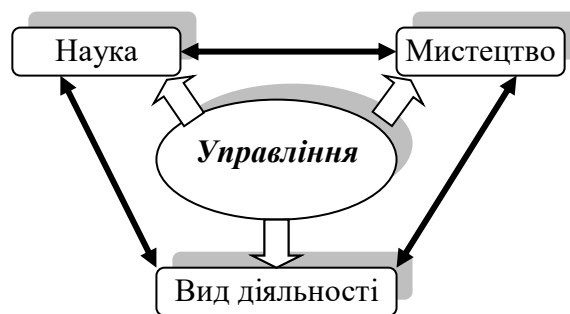 Наука
Мистецтво
Управління
Вид діяльності